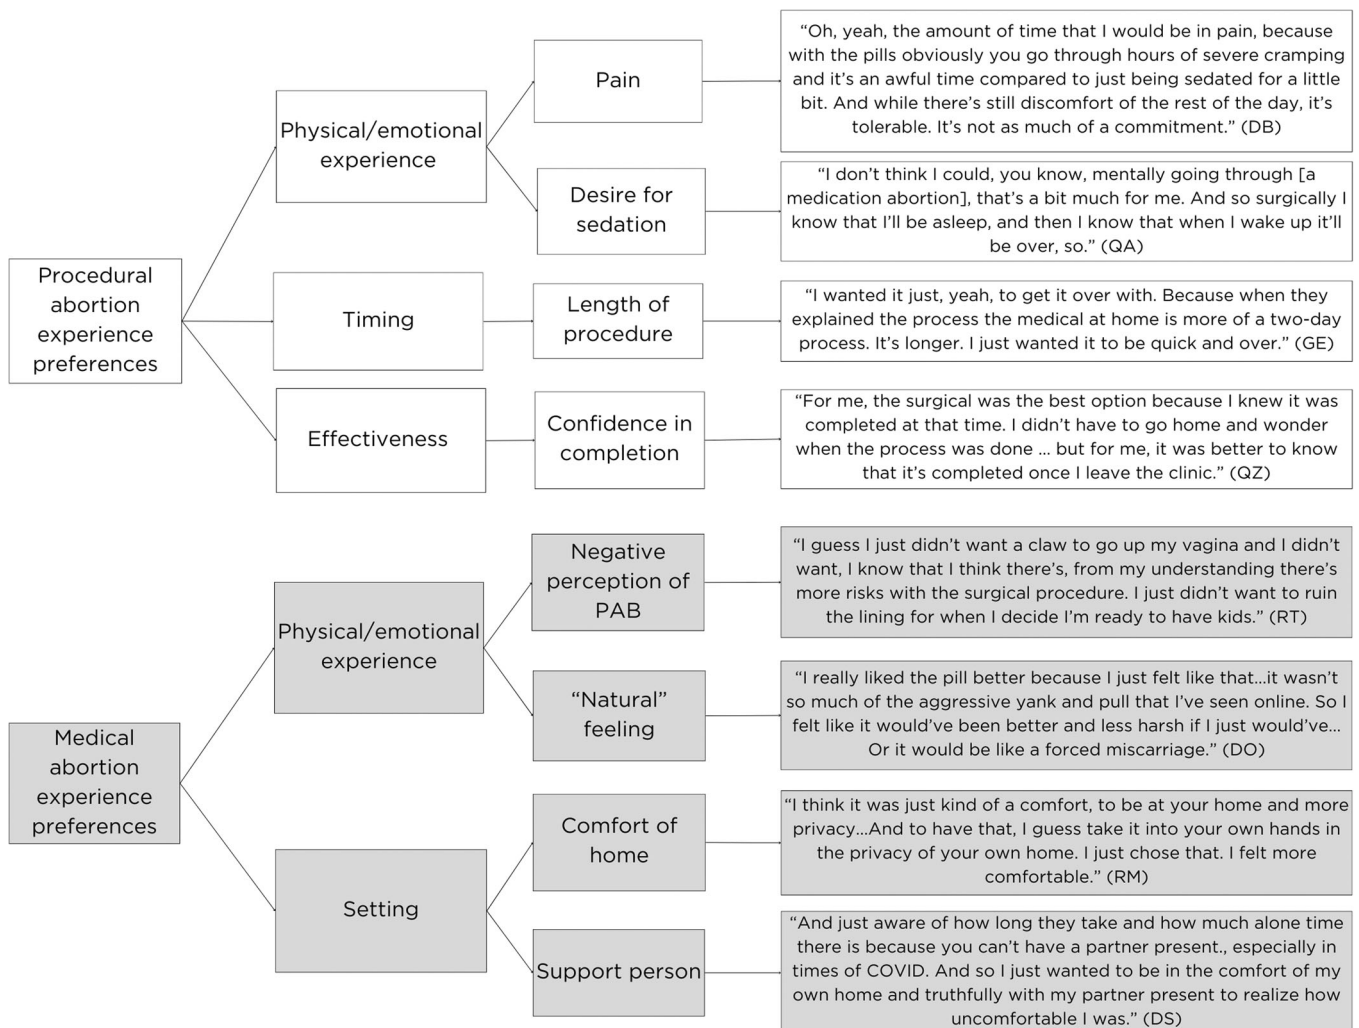 Procedural
abortion
experience
preferences
Physical/emotional
experience
Pain
“Oh, yeah, the amount of time that I would be in pain, because
with the pills obviously you go through hours of severe cramping
and it’s an awful time compared to just being sedated for a little
bit. And while there’s still discomfort of the rest of the day, it’s
tolerable. It’s not as much of a commitment.” (DB)
Desire for
sedation
“I don’t think I could, you know, mentally going through [a
medication abortion], that’s a bit much for me. And so surgically I
know that I’ll be asleep, and then I know that when I wake up it’ll
be over, so.” (QA)
Timing
Length of
procedure
“I wanted it just, yeah, to get it over with. Because when they
explained the process the medical at home is more of a two-day
process. It’s longer. I just wanted it to be quick and over.” (GE)
Effectiveness
Confidence in
completion
“For me, the surgical was the best option because I knew it was
completed at that time. I didn’t have to go home and wonder
when the process was done ... but for me, it was better to know
that it’s completed once I leave the clinic.” (QZ)
Medical
abortion
experience
preferences
Physical/emotional
experience
Negative
perception of
PAB
“I guess I just didn’t want a claw to go up my vagina and I didn’t
want, I know that I think there’s, from my understanding there’s
more risks with the surgical procedure. I just didn’t want to ruin
the lining for when I decide I’m ready to have kids.” (RT)
“Natural”
feeling
“I really liked the pill better because I just felt like that...it wasn’t
so much of the aggressive yank and pull that I’ve seen online. So I
felt like it would’ve been better and less harsh if I just would’ve...
Or it would be like a forced miscarriage.” (DO)
Setting
Comfort of
home
“I think it was just kind of a comfort, to be at your home and more
privacy...And to have that, I guess take it into your own hands in
the privacy of your own home. I just chose that. I felt more
comfortable.” (RM)
Support person
“And just aware of how long they take and how much alone time
there is because you can’t have a partner present., especially in
times of COVID. And so I just wanted to be in the comfort of my
own home and truthfully with my partner present to realize how
uncomfortable I was.” (DS)